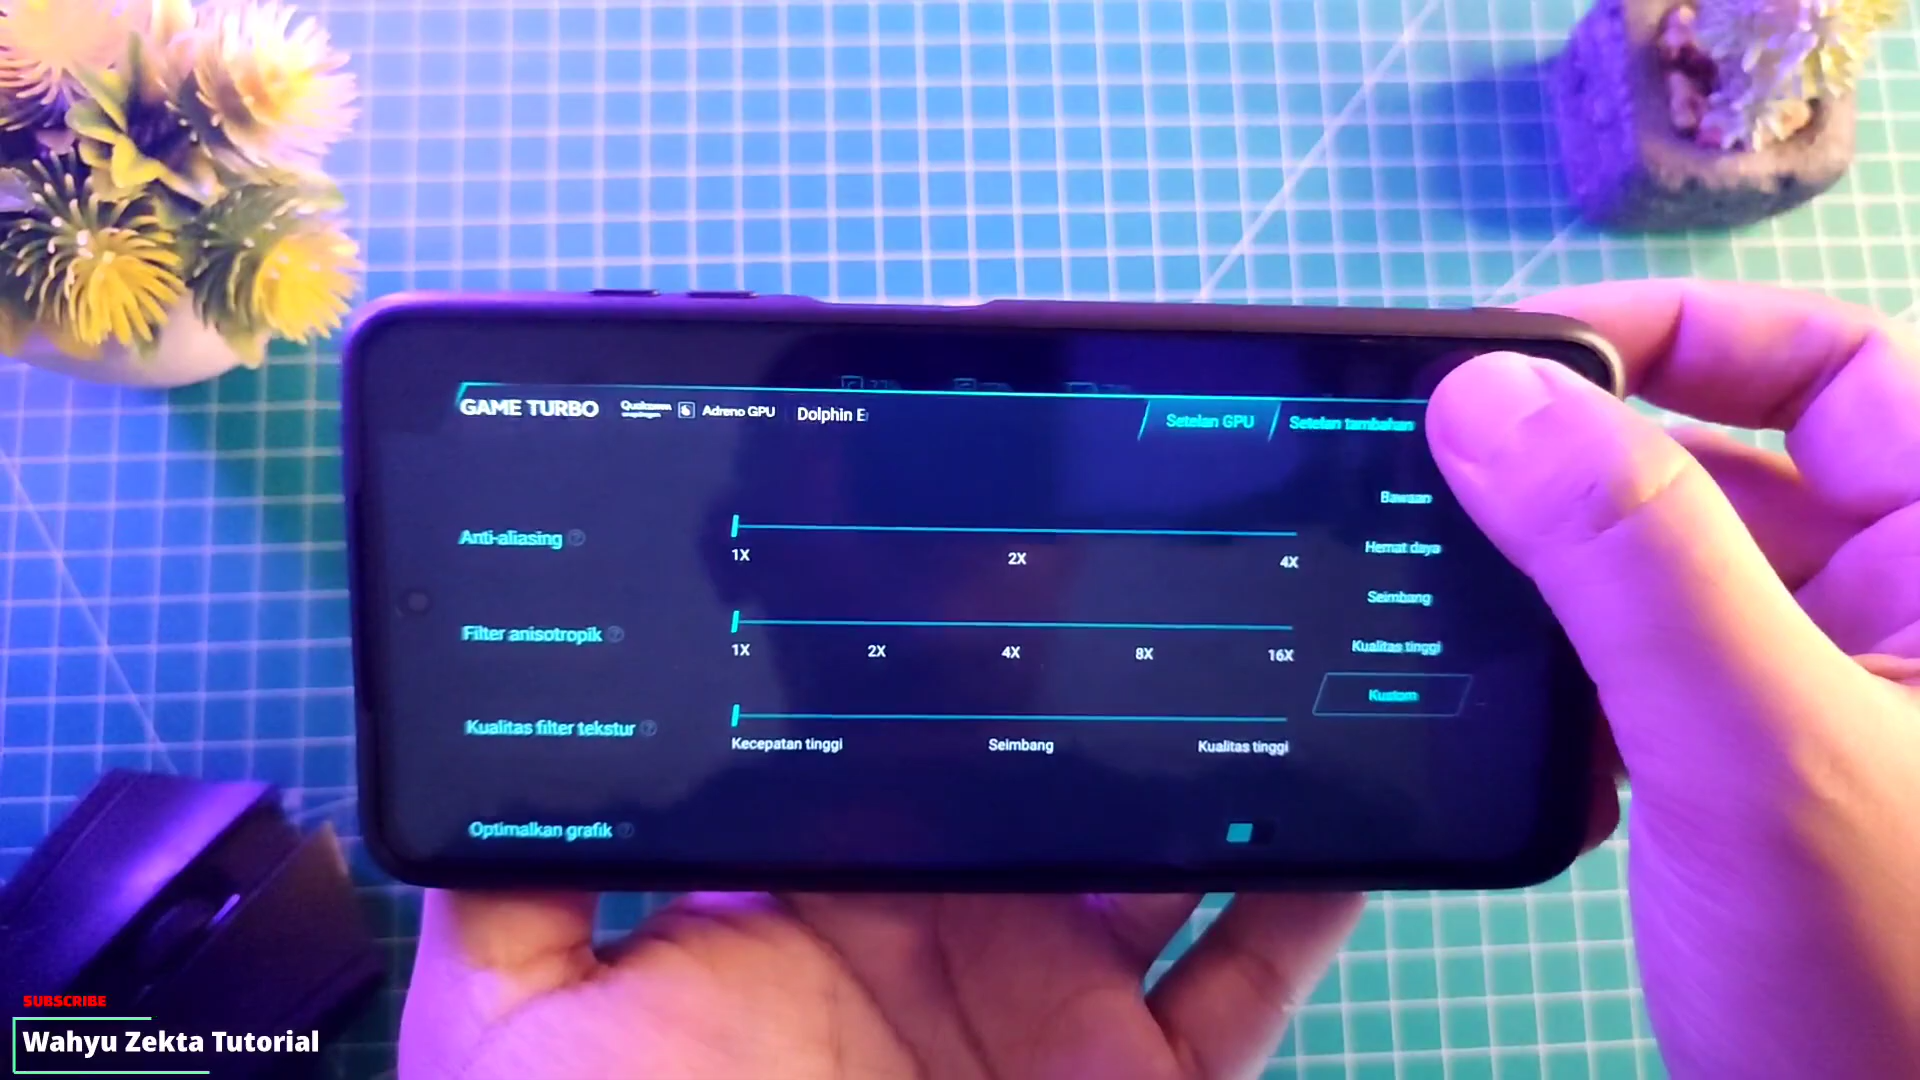 GAME TURBO
Qualcomm
snapdragon
Adreno GPU
Dolphin E
Setelan GPU
Setelan tambahan
Bawaan
Anti-aliasing
1X
2X
4X
Hemat daya
Seimbang
Filter anisotropik
1X
2X
4X
8X
16X
Kualitas tinggi
Kustom
Kualitas filter tekstur
Kecepatan tinggi
Seimbang
Kualitas tinggi
Optimalkan grafik
SUBSCRIBE
Wahyu Zekta Tutorial